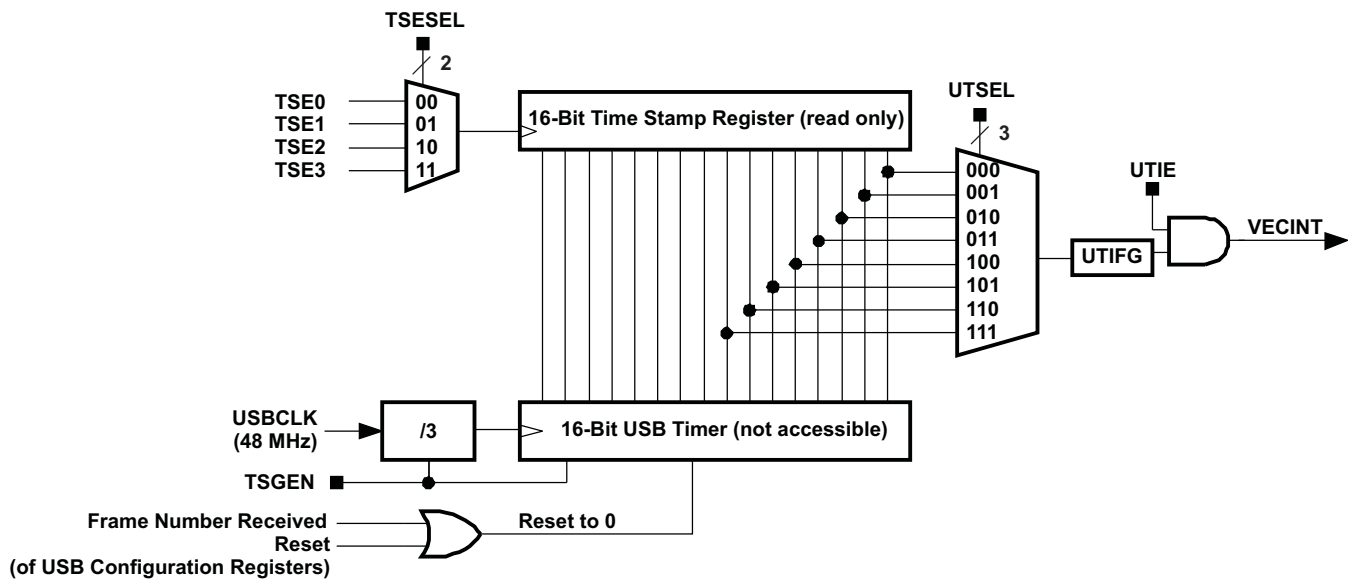 TSESEL
2
TSE0
TSE1
TSE2
TSE3
00
01
10
11
16-Bit Time Stamp Register (read only)
UTSEL
3
000
001
010
011
100
101
110
111
UTIE
UTIFG
VECINT
USBCLK
(48 MHz)
/3
16-Bit USB Timer (not accessible)
TSGEN
Frame Number Received
Reset
(of USB Configuration Registers)
Reset to 0